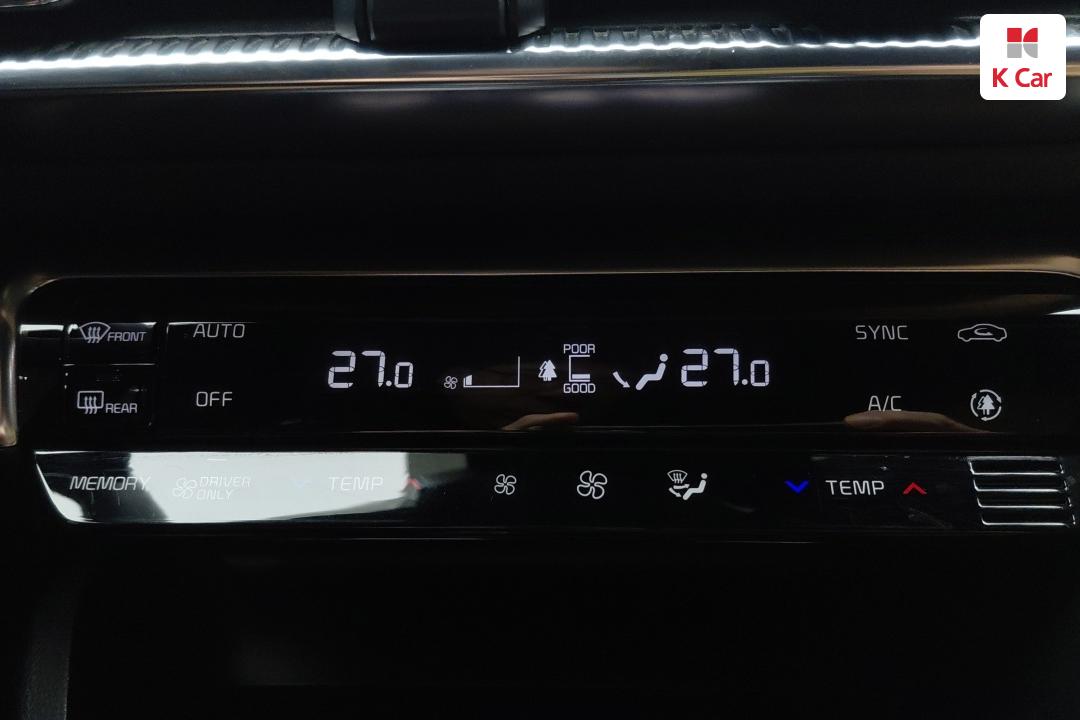 K Car
FRONT
AUTO
27.0
POOR
GOOD
27.0
SYNC
REAR
OFF
A/C
MEMORY
DRIVER
ONLY
TEMP
TEMP